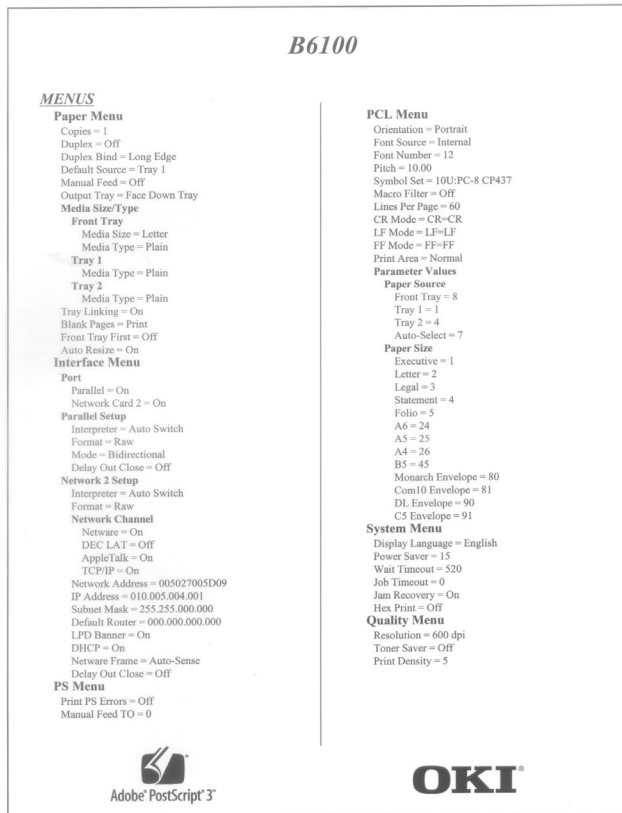 B6100
MENUS
Paper Menu
Copies = 1
Duplex = Off
Duplex Bind = Long Edge
Default Source = Tray 1
Manual Feed = Off
Output Tray = Face Down Tray
Media Size/Type
Front Tray
Media Size = Letter
Media Type = Plain
Tray 1
Media Type = Plain
Tray 2
Media Type = Plain
Tray Linking = On
Blank Pages = Print
Front Tray First = Off
Auto Resize = On
Interface Menu
Port
Parallel = On
Network Card 2 = On
Parallel Setup
Interpreter = Auto Switch
Format = Raw
Mode = Bidirectional
Delay Out Close = Off
Network 2 Setup
Interpreter = Auto Switch
Format = Raw
Network Channel
Netware = On
DEC LAT = Off
AppleTalk = On
TCP/IP = On
Network Address = 005027005D09
IP Address = 010.005.004.001
Subnet Mask = 255.255.000.000
Default Router = 000.000.000.000
LPD Banner = On
DHCP = On
Netware Frame = Auto-Sense
Delay Out Close = Off
PS Menu
Print PS Errors = Off
Manual Feed TO = 0
Adobe® PostScript® 3™
PCL Menu
Orientation = Portrait
Font Source = Internal
Font Number = 12
Pitch = 10.00
Symbol Set = 10U:PC-8 CP437
Macro Filter = Off
Lines Per Page = 60
CR Mode = CR=CR
LF Mode = LF=LF
FF Mode = FF=FF
Print Area = Normal
Parameter Values
Paper Source
Front Tray = 8
Tray 1 = 1
Tray 2 = 4
Auto-Select = 7
Paper Size
Executive = 1
Letter = 2
Legal = 3
Statement = 4
Folio = 5
A6 = 24
A5 = 25
A4 = 26
B5 = 45
Monarch Envelope = 80
Com10 Envelope = 81
DL Envelope = 90
C5 Envelope = 91
System Menu
Display Language = English
Power Saver = 15
Wait Timeout = 520
Job Timeout = 0
Jam Recovery = On
Hex Print = Off
Quality Menu
Resolution = 600 dpi
Toner Saver = Off
Print Density = 5
OKI®